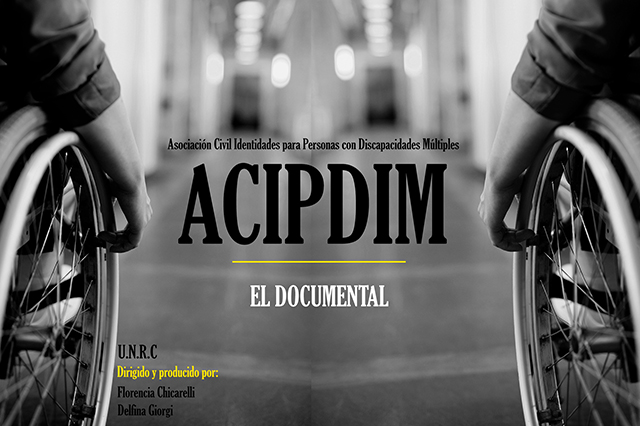 Asociación Civil Identidades para Personas con Discapacidades Múltiples
ACIPDIM
EL DOCUMENTAL
U.N.R.C
Dirigido y producido por:
Florencia Chicarelli
Delfina Giorgi